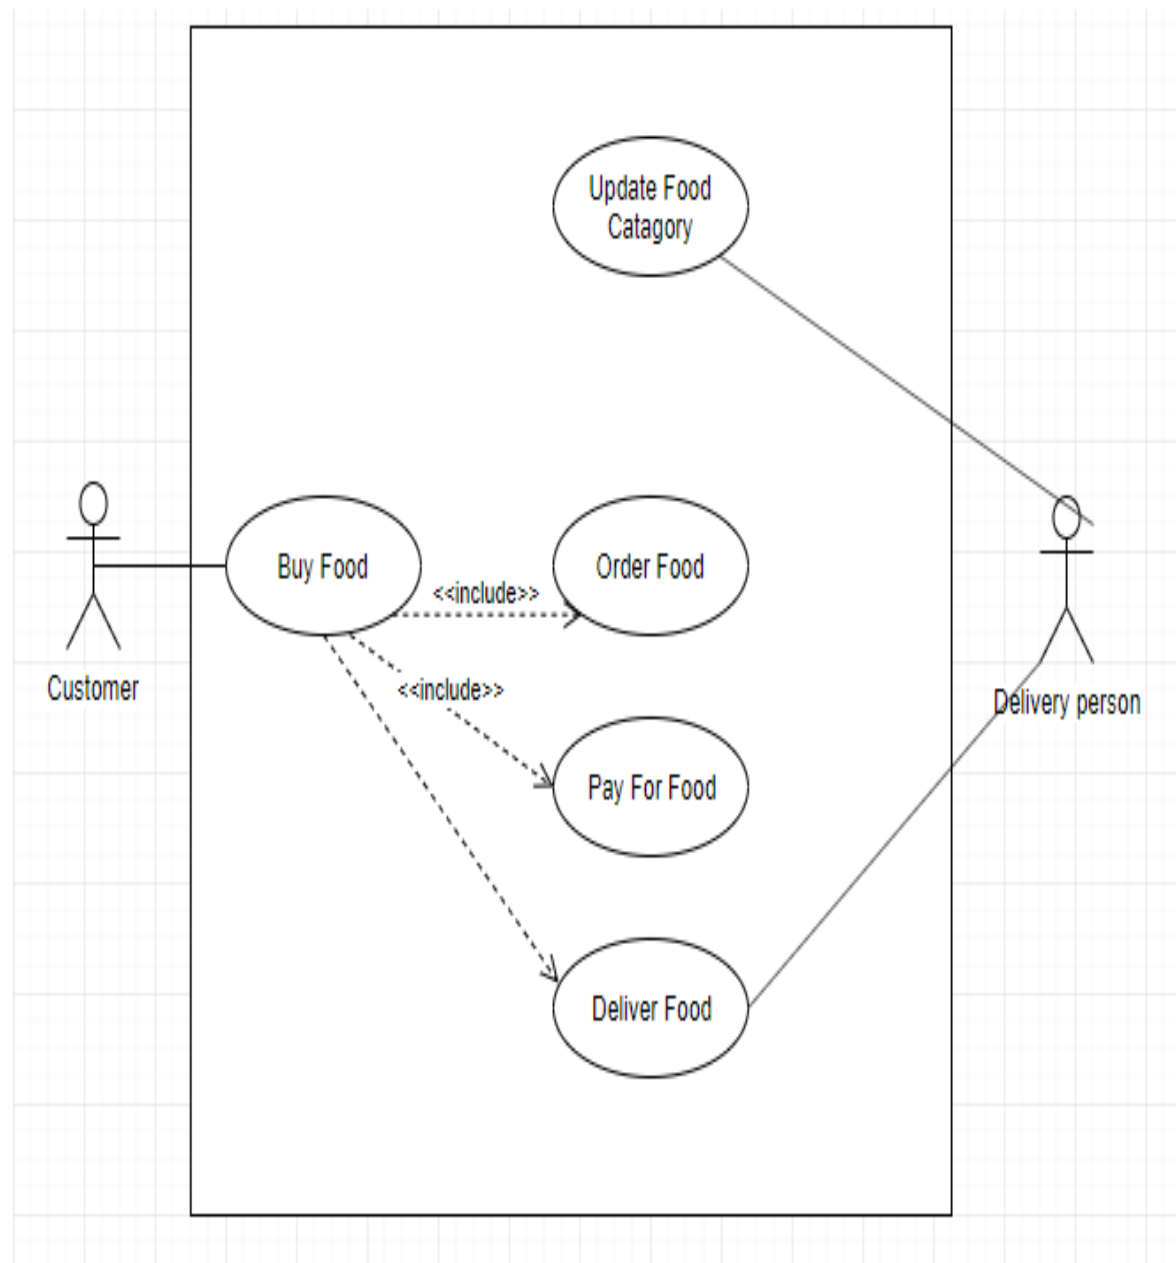 Update Food
Catagory
Buy Food
Order Food
<<include>>
<<include>>
Customer
Delivery person
Pay For Food
Deliver Food